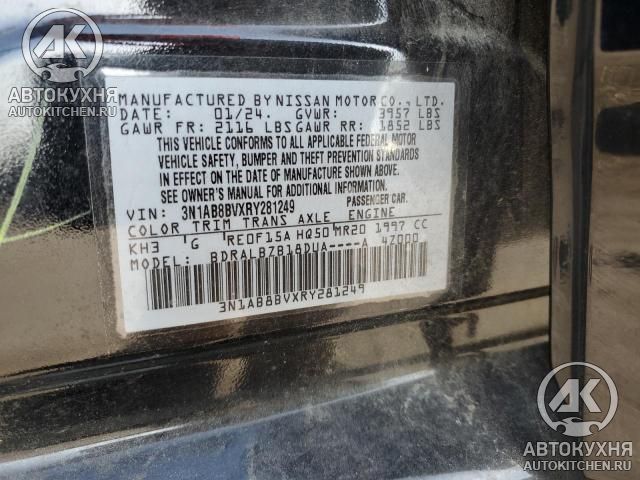 АК
АВТОКУХНЯ
AUTOKITCHEN.RU
MANUFACTURED BY NISSAN MOTOR CO., LTD.
DATE: 01/24. GVWR: 3957 LBS
GAWR FR: 2116 LBS GAWR RR: 1852 LBS
THIS VEHICLE CONFORMS TO ALL APPLICABLE FEDERAL MOTOR
VEHICLE SAFETY, BUMPER AND THEFT PREVENTION STANDARDS
IN EFFECT ON THE DATE OF MANUFACTURE SHOWN ABOVE.
SEE OWNER'S MANUAL FOR ADDITIONAL INFORMATION.
VIN: 3N1AB8BVXRY281249 PASSENGER CAR.
COLOR TRIM TRANS AXLE ENGINE
KH3 G RE0F15A HQ50 MR20 1997 CC
MODEL: BDRALBZB18DUA----A 47000
3N1AB8BVXRY281249
АК
АВТОКУХНЯ
AUTOKITCHEN.RU